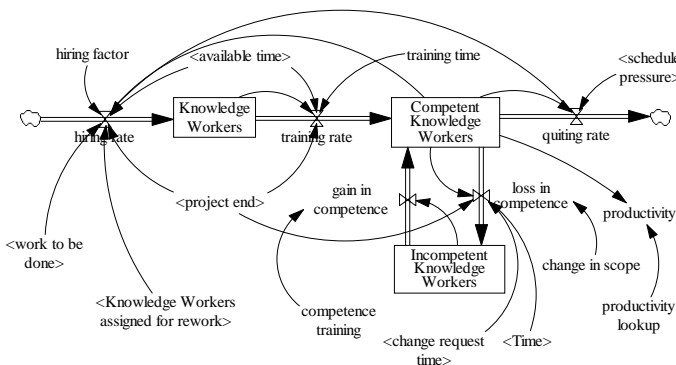 hiring factor
<available time>
training time
<schedule
pressure>
Knowledge
Workers
Competent
Knowledge
Workers
hiring rate
training rate
quiting rate
<project end>
gain in
competence
loss in
competence
productivity
<work to be
done>
Incompetent Knowledge
Workers
change in scope
<Knowledge Workers
assigned for rework>
competence
training
<change request
time>
<Time>
productivity
lookup